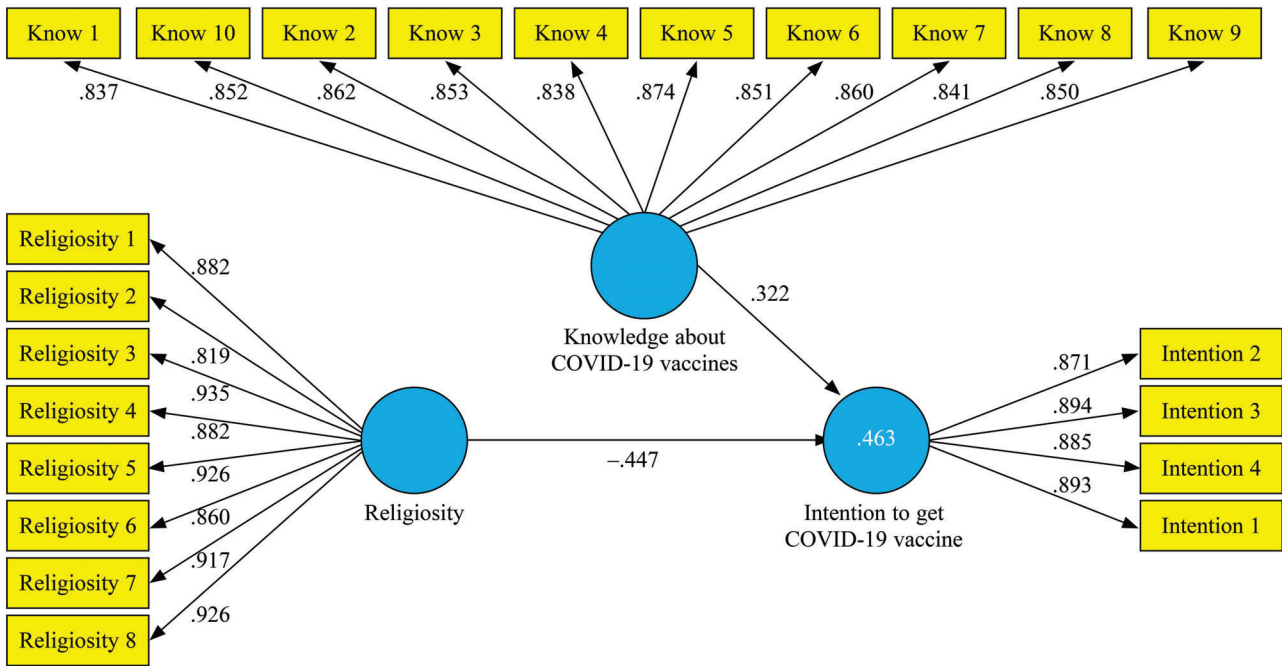 Know 1
Know 10
Know 2
Know 3
Know 4
Know 5
Know 6
Know 7
Know 8
Know 9
.837
.852
.862
.853
.838
.874
.851
.860
.841
.850
Religiosity 1
Religiosity 2
Religiosity 3
Religiosity 4
Religiosity 5
Religiosity 6
Religiosity 7
Religiosity 8
.882
.819
.935
.882
.926
.860
.917
.926
Religiosity
Knowledge about
COVID-19 vaccines
.322
–.447
.463
Intention to get
COVID-19 vaccine
.871
.894
.885
.893
Intention 2
Intention 3
Intention 4
Intention 1